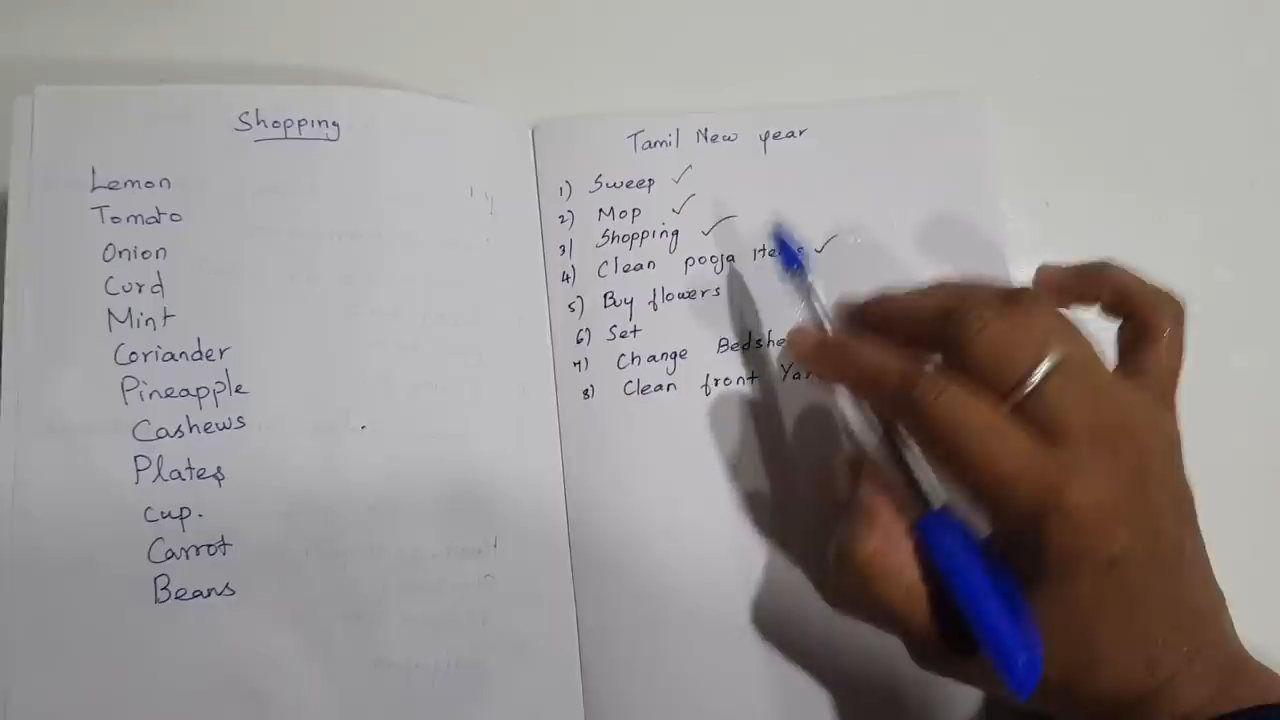 Shopping
Lemon
Tomato
Onion
Curd
Mint
Coriander
Pineapple
Cashews
Plates
cup.
Carrot
Beans
Tamil New year
1) Sweep ✓
2) Mop ✓
3) Shopping ✓
4) Clean pooja ✓
5) Buy flowers
6) Set
7) Change
8) Clean front